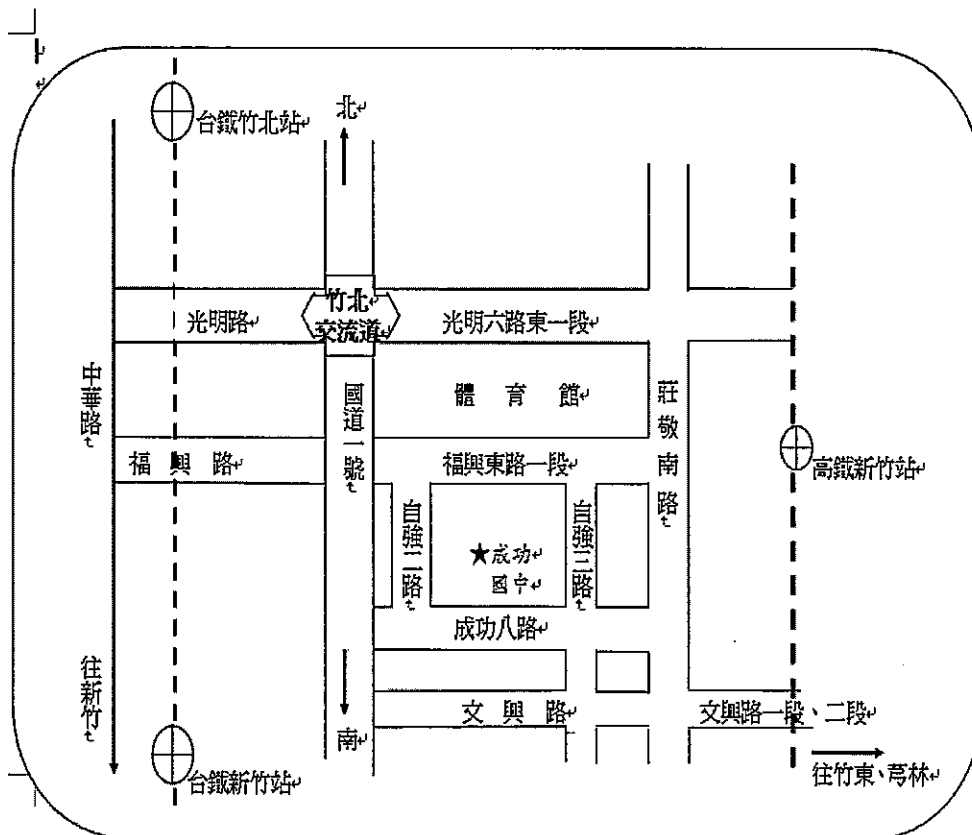 北
台鐵竹北站
竹北
交流道
光明路
光明六路東一段
中華路
國道一號
體育館
莊敬南路
福興路
福興東路一段
高鐵新竹站
自強二路
自強三路
★成功
國中
成功八路
往新竹
文興路
文興路一段、二段
南
台鐵新竹站
往竹東、芎林